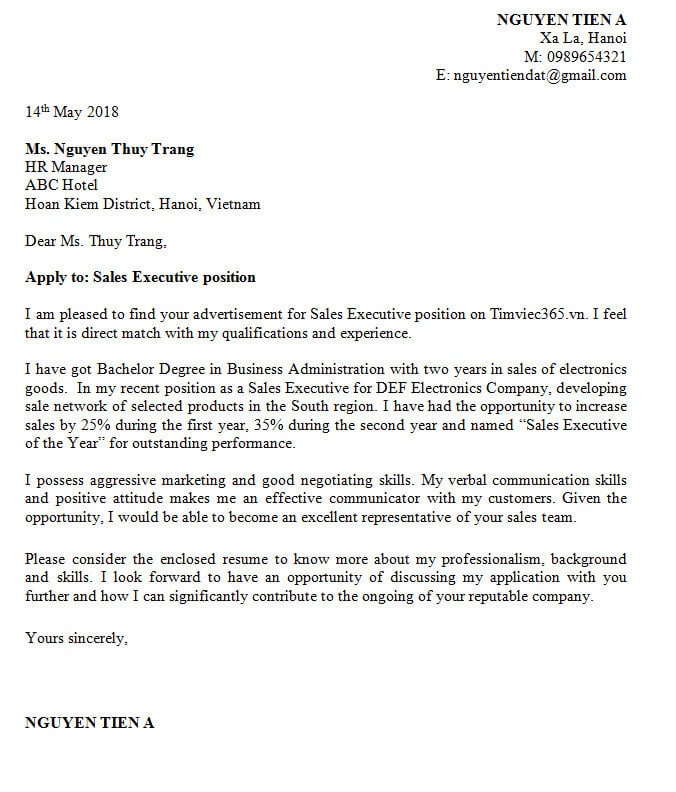 NGUYEN TIEN A
Xa La, Hanoi
M: 0989654321
E: nguyentiendat@gmail.com
14th May 2018
Ms. Nguyen Thuy Trang
HR Manager
ABC Hotel
Hoan Kiem District, Hanoi, Vietnam
Dear Ms. Thuy Trang,
Apply to: Sales Executive position
I am pleased to find your advertisement for Sales Executive position on Timviec365.vn. I feel
that it is direct match with my qualifications and experience.
I have got Bachelor Degree in Business Administration with two years in sales of electronics
goods.  In my recent position as a Sales Executive for DEF Electronics Company, developing
sale network of selected products in the South region. I have had the opportunity to increase
sales by 25% during the first year, 35% during the second year and named “Sales Executive
of the Year” for outstanding performance.
I possess aggressive marketing and good negotiating skills. My verbal communication skills
and positive attitude makes me an effective communicator with my customers. Given the
opportunity, I would be able to become an excellent representative of your sales team.
Please consider the enclosed resume to know more about my professionalism, background
and skills. I look forward to have an opportunity of discussing my application with you
further and how I can significantly contribute to the ongoing of your reputable company.
Yours sincerely,
NGUYEN TIEN A